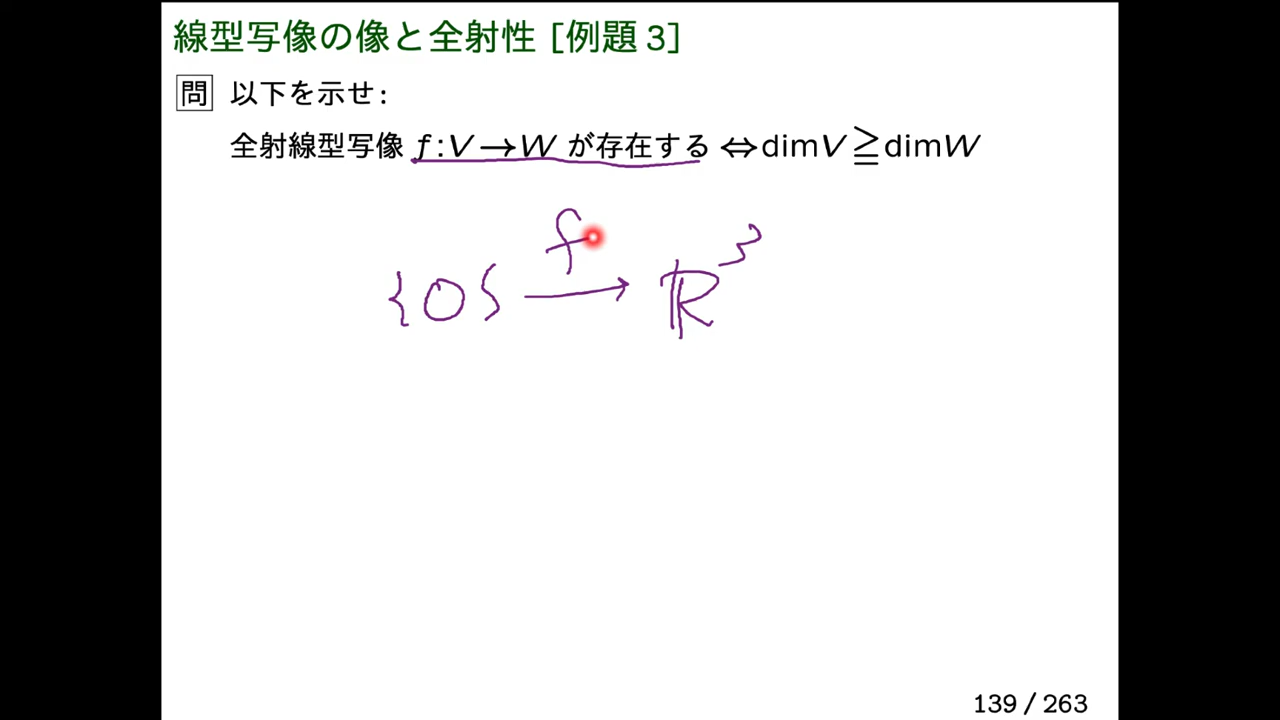 線型写像の像と全射性 [例題 3]
問 以下を示せ:
全射線型写像 f:V→W が存在する ⇔ dimV ≧ dimW
f
{0} → ℝ³
139 / 263